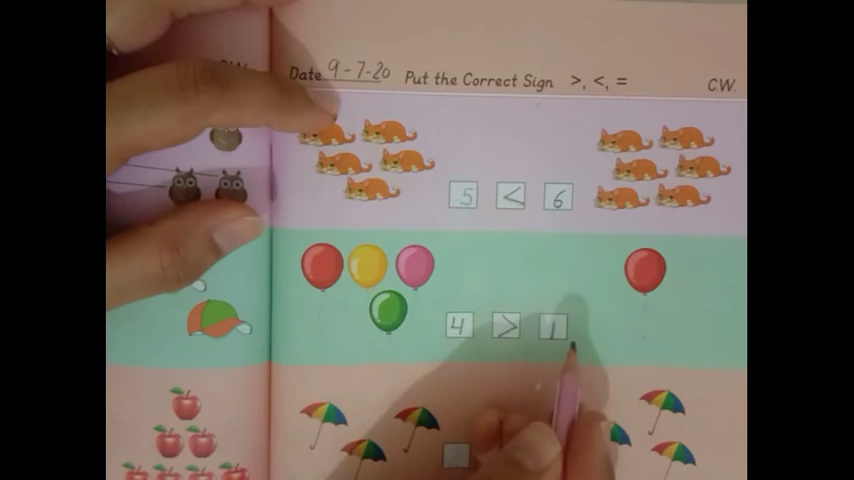 Date 9-7-20 Put the Correct Sign >, <, = C.W.
5 < 6
4 > 1